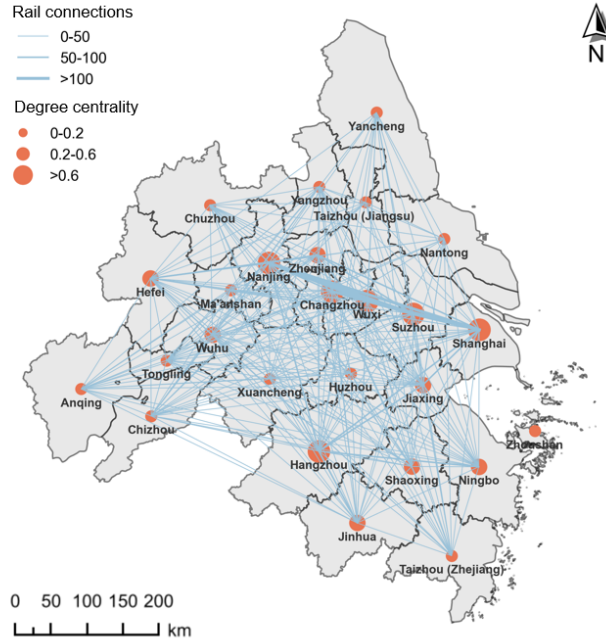 Rail connections
0-50
50-100
>100
Degree centrality
0-0.2
0.2-0.6
>0.6
N
Yancheng
Yangzhou
Taizhou (Jiangsu)
Chuzhou
Nantong
Zhenjiang
Nanjing
Hefei
Ma'anshan
Changzhou
Wuxi
Suzhou
Shanghai
Wuhu
Tongling
Xuancheng
Huzhou
Jiaxing
Anqing
Chizhou
Zhoushan
Hangzhou
Shaoxing
Ningbo
Jinhua
Taizhou (Zhejiang)
0 50 100 150 200
km